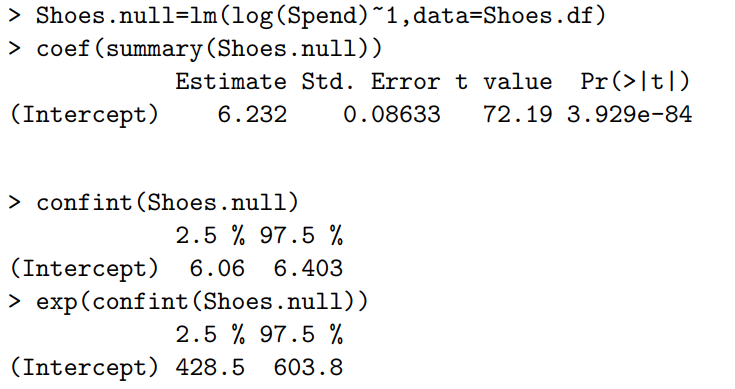 > Shoes.null=lm(log(Spend)~1,data=Shoes.df)
> coef(summary(Shoes.null))
Estimate Std. Error t value Pr(>|t|)
(Intercept) 6.232 0.08633 72.19 3.929e-84
> confint(Shoes.null)
2.5 % 97.5 %
(Intercept) 6.06 6.403
> exp(confint(Shoes.null))
2.5 % 97.5 %
(Intercept) 428.5 603.8